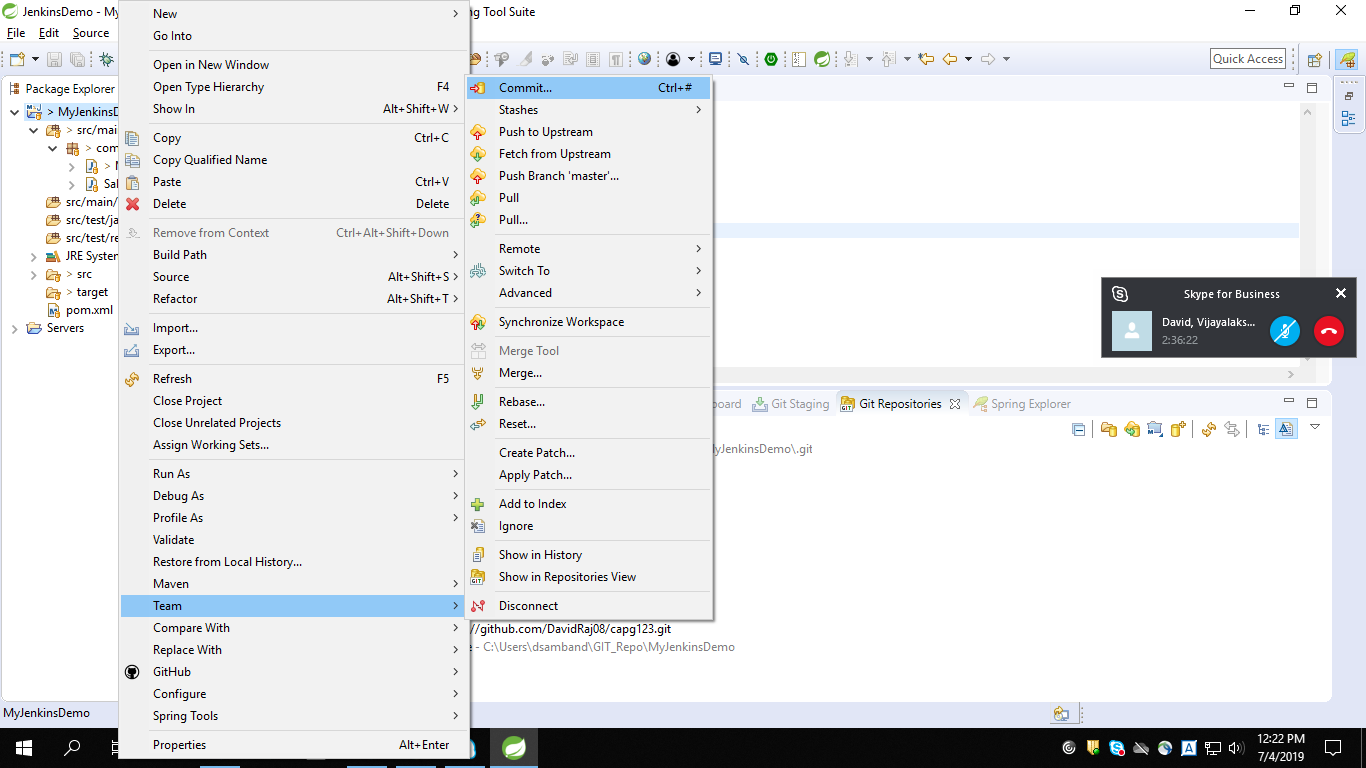 JenkinsDemo - My
ng Tool Suite
File Edit Source
Quick Access
Package Explorer
> MyJenkinsD
> src/mai
> com
>
Sal
src/main/
src/test/ja
src/test/re
JRE System
> src
> target
pom.xml
Servers
New
Go Into
Open in New Window
Open Type Hierarchy F4
Show In Alt+Shift+W >
Copy Ctrl+C
Copy Qualified Name
Paste Ctrl+V
Delete Delete
Remove from Context Ctrl+Alt+Shift+Down
Build Path
Source Alt+Shift+S >
Refactor Alt+Shift+T >
Import...
Export...
Refresh F5
Close Project
Close Unrelated Projects
Assign Working Sets...
Run As
Debug As
Profile As
Validate
Restore from Local History...
Maven
Team
Compare With
Replace With
GitHub
Configure
Spring Tools
Properties Alt+Enter
Commit... Ctrl+#
Stashes
Push to Upstream
Fetch from Upstream
Push Branch 'master'...
Pull
Pull...
Remote
Switch To
Advanced
Synchronize Workspace
Merge Tool
Merge...
Rebase...
Reset...
Create Patch...
Apply Patch...
Add to Index
Ignore
Show in History
Show in Repositories View
Disconnect
Skype for Business
David, Vijayalaks...
2:36:22
board Git Staging Git Repositories Spring Explorer
MyJenkinsDemo\.git
//github.com/DavidRaj08/capg123.git
e - C:\Users\dsamband\GIT_Repo\MyJenkinsDemo
MyJenkinsDemo
12:22 PM
7/4/2019